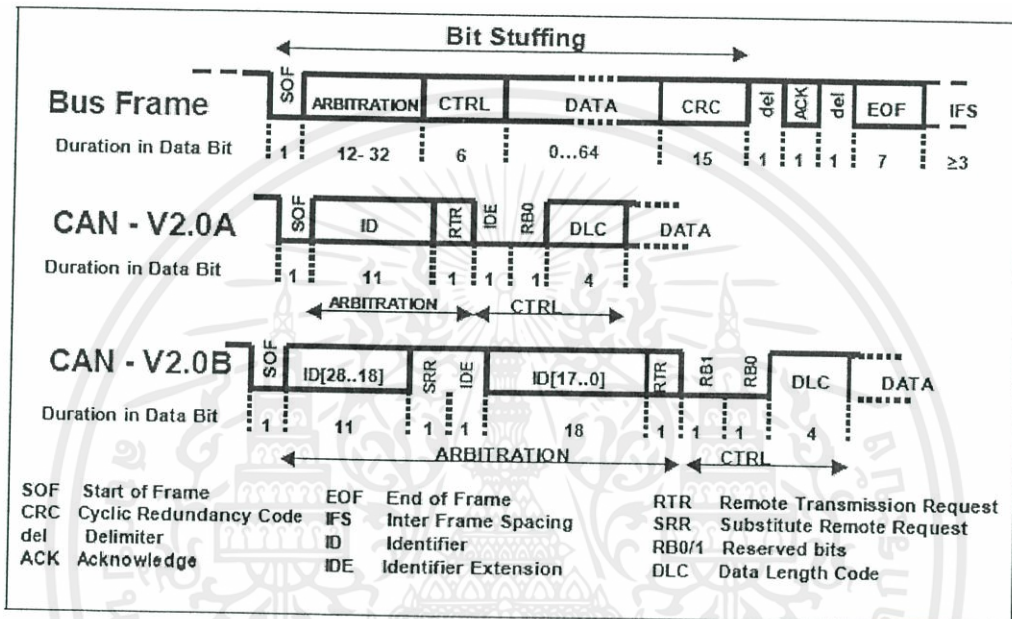 Bit Stuffing
Bus Frame SOF ARBITRATION CTRL DATA CRC del ACK del EOF IFS
Duration in Data Bit 1 12-32 6 0...64 15 1 1 1 7 ≥3
CAN - V2.0A SOF ID RTR IDE RB0 DLC DATA
Duration in Data Bit 1 11 1 1 1 4
ARBITRATION CTRL
CAN - V2.0B SOF ID[28..18] SRR IDE ID[17..0] RTR RB1 RB0 DLC DATA
Duration in Data Bit 1 11 1 1 18 1 1 1 4
ARBITRATION CTRL
SOF Start of Frame
CRC Cyclic Redundancy Code
del Delimiter
ACK Acknowledge
EOF End of Frame
IFS Inter Frame Spacing
ID Identifier
IDE Identifier Extension
RTR Remote Transmission Request
SRR Substitute Remote Request
RB0/1 Reserved bits
DLC Data Length Code